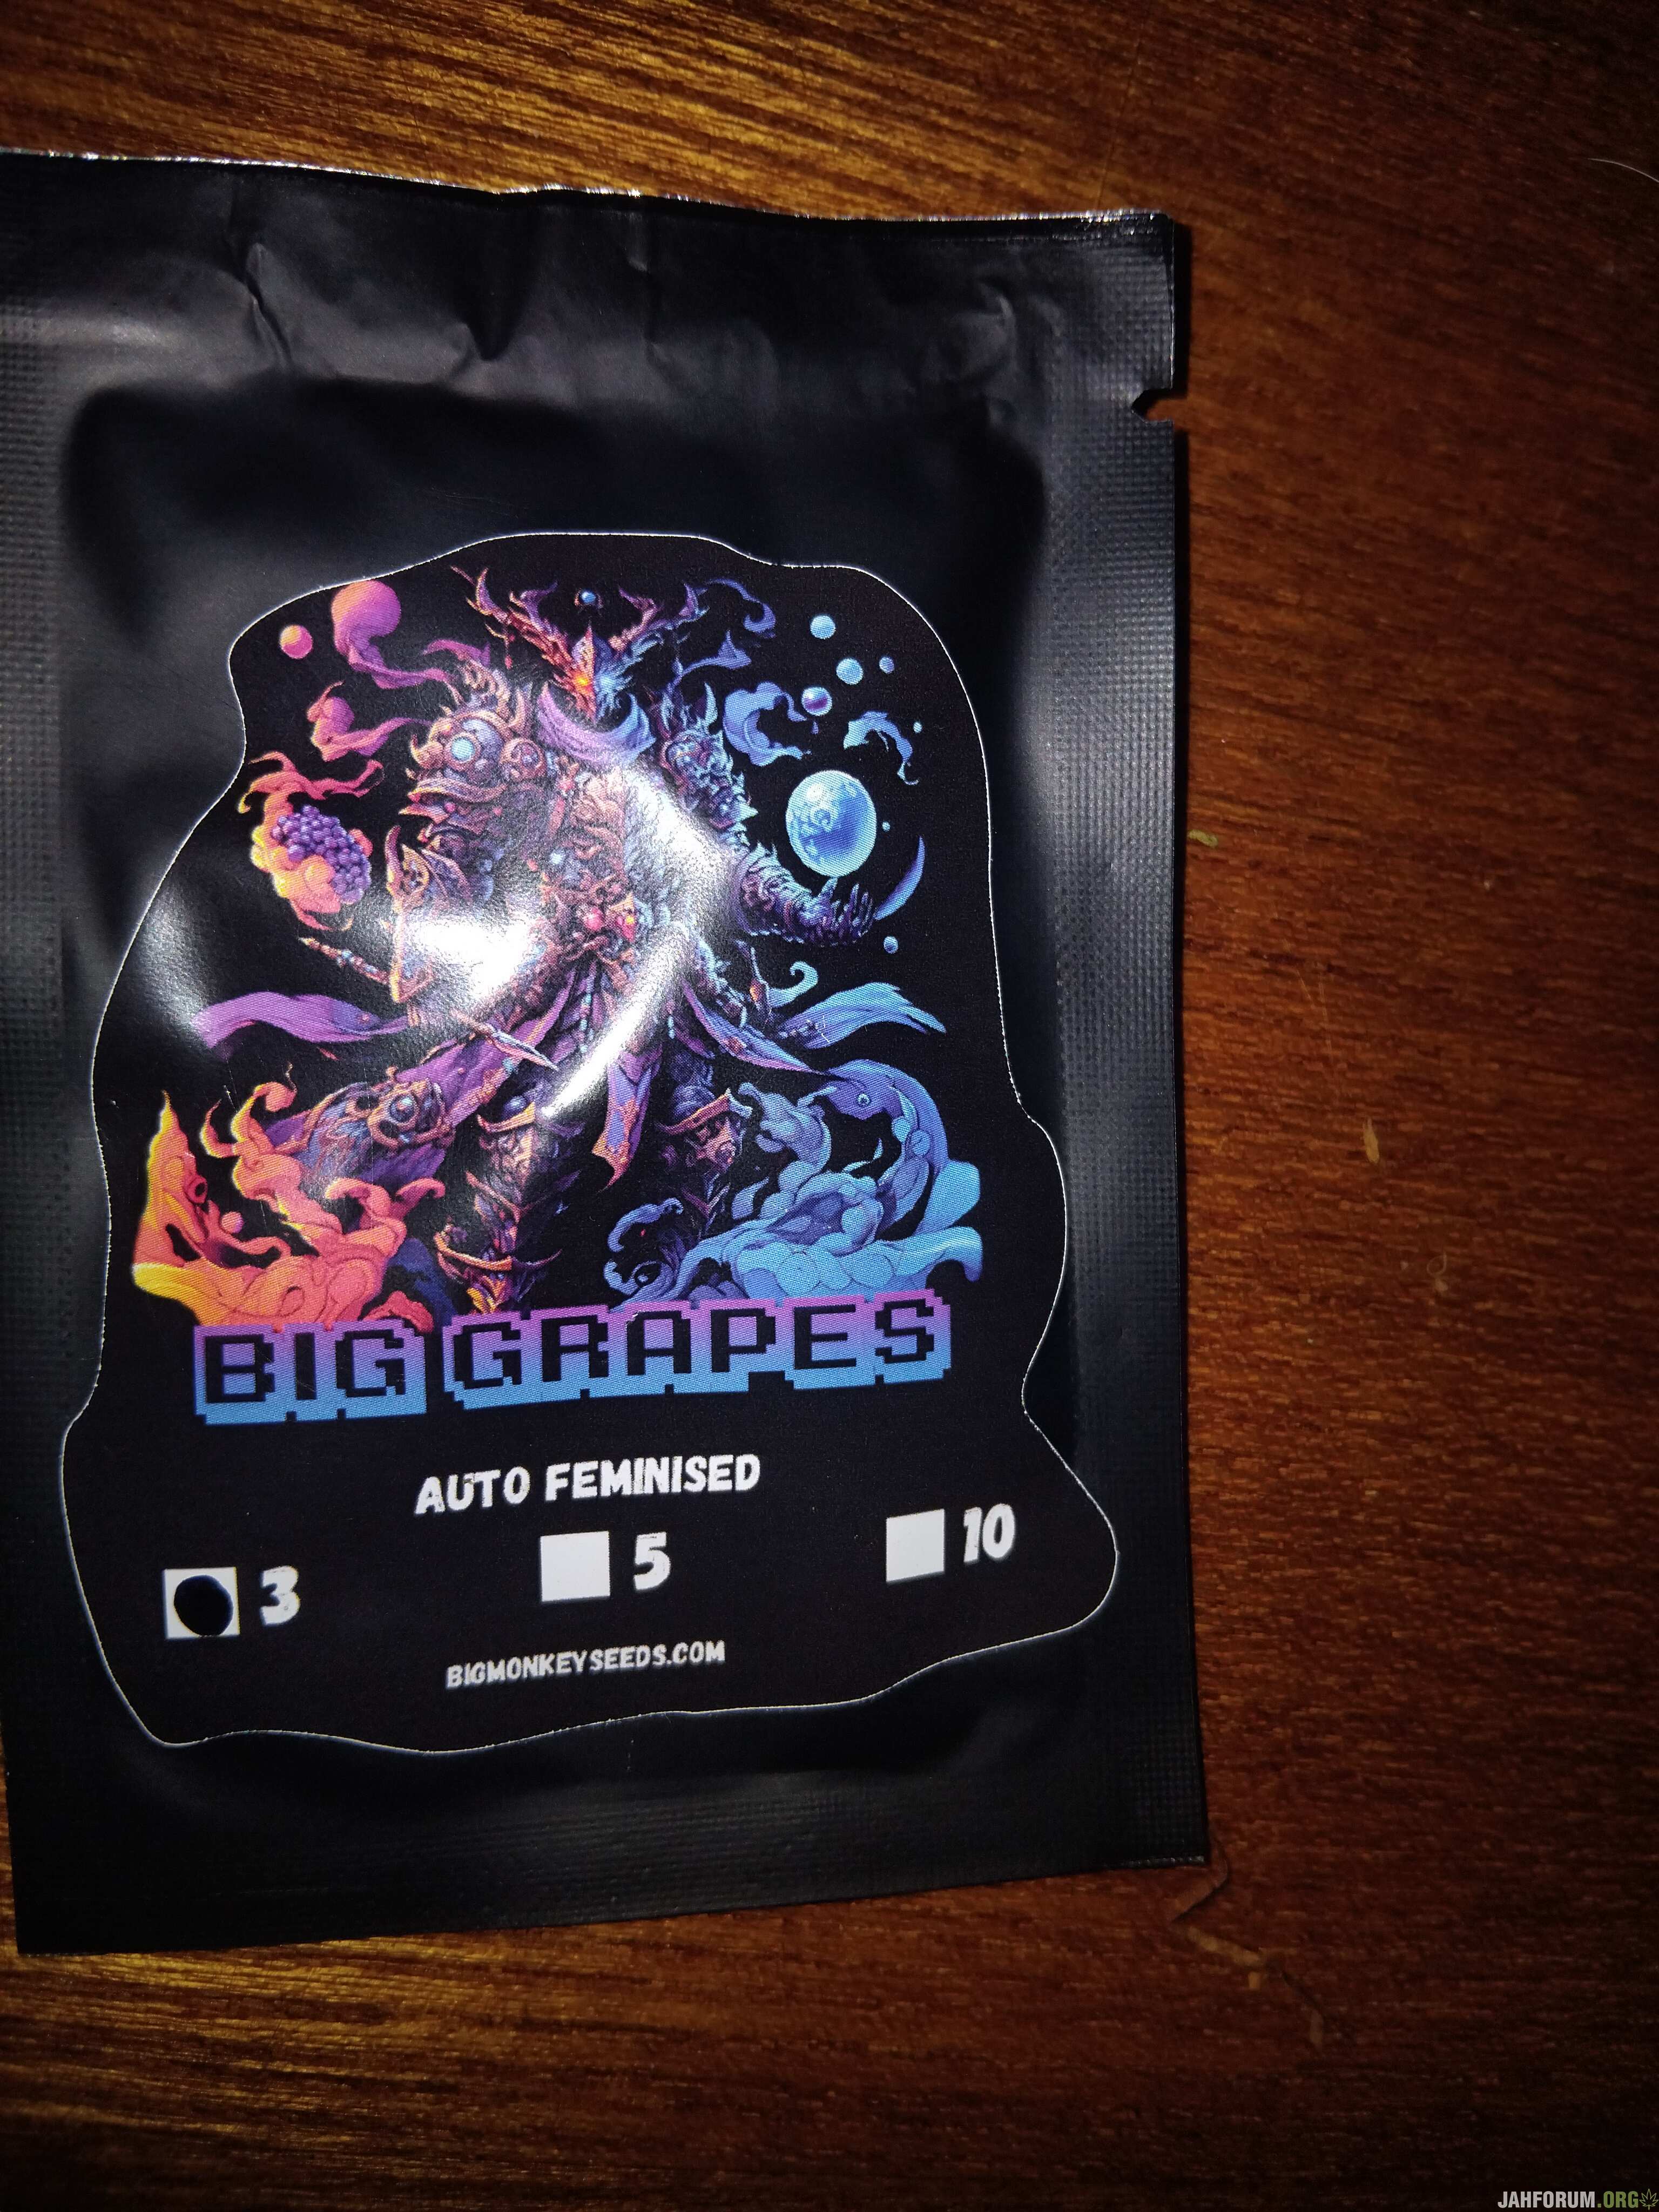 BIG GRAPES
AUTO FEMINISED
3 5 10
BIGMONKEYSEEDS.COM
JAHFORUM.ORG